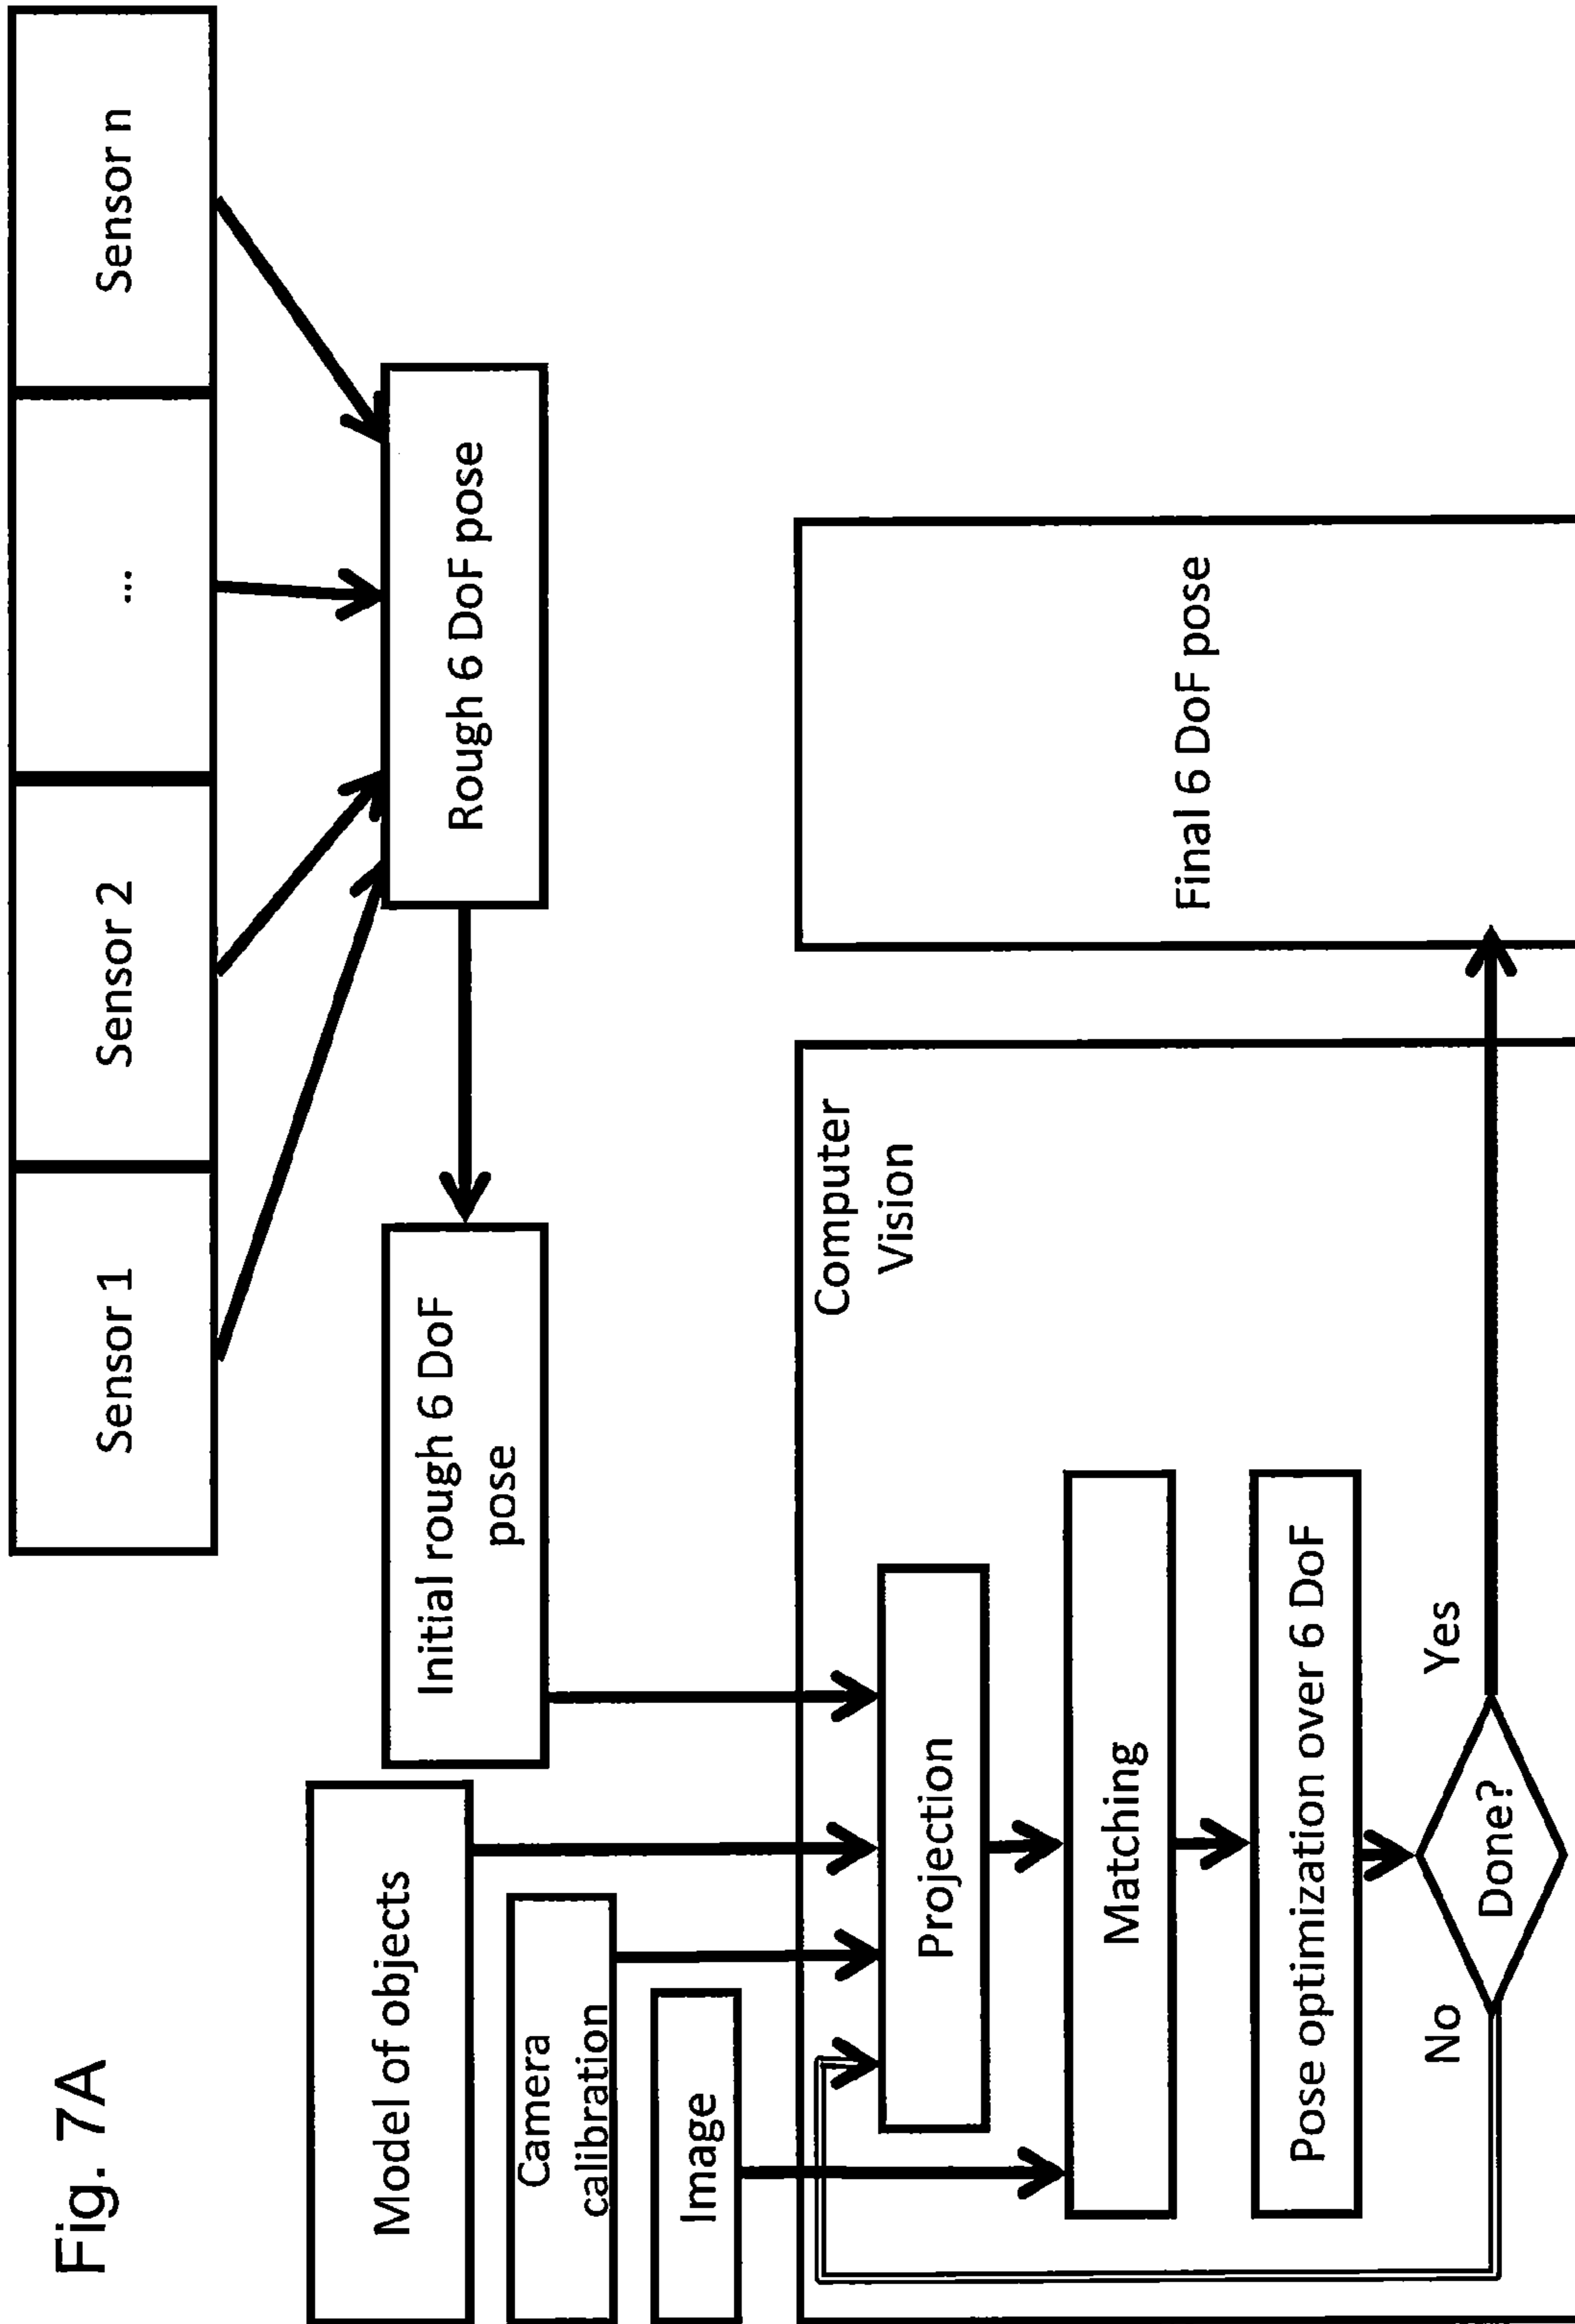 Fig. 7A
Sensor 1
Sensor 2
...
Sensor n
Model of objects
Initial rough 6 DoF
pose
Rough 6 DoF pose
Camera
calibration
Image
Computer
Vision
Projection
Matching
Pose optimization over 6 DoF
No
Done?
Yes
Final 6 DoF pose